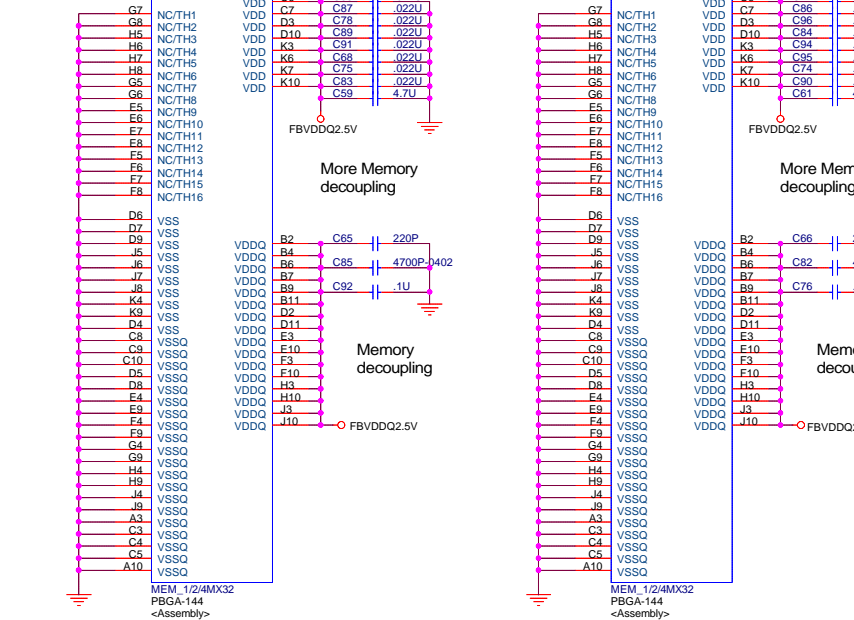 VDD
G7 NC/TH1 VDD C7 C87 .022U
G8 NC/TH2 VDD D3 C78 .022U
H5 NC/TH3 VDD D10 C89 .022U
H6 NC/TH4 VDD K3 C91 .022U
H7 NC/TH5 VDD K6 C68 .022U
H8 NC/TH6 VDD K7 C75 .022U
G5 NC/TH7 VDD K10 C83 .022U
G6 NC/TH8 C59 4.7U
E5 NC/TH9
E6 NC/TH10
E7 NC/TH11
E8 NC/TH12
F5 NC/TH13
F6 NC/TH14
F7 NC/TH15
F8 NC/TH16
FBVDDQ2.5V
More Memory
decoupling
D6 VSS
D7 VSS
D9 VSS VDDQ B2 C65 220P
J5 VSS VDDQ B4
J6 VSS VDDQ B6 C85 4700P-0402
J7 VSS VDDQ B7
J8 VSS VDDQ B9 C92 .1U
K4 VSS VDDQ B11
K9 VSS VDDQ D2
D4 VSS VDDQ D11
C8 VSSQ VDDQ E3
C9 VSSQ VDDQ E10
C10 VSSQ VDDQ F3
D5 VSSQ VDDQ F10
D8 VSSQ VDDQ H3
E4 VSSQ VDDQ H10
E9 VSSQ VDDQ J3
F4 VSSQ VDDQ J10 FBVDDQ2.5V
F9 VSSQ
G4 VSSQ
G9 VSSQ
H4 VSSQ
H9 VSSQ
J4 VSSQ
J9 VSSQ
A3 VSSQ
C3 VSSQ
C4 VSSQ
C5 VSSQ
A10 VSSQ
Memory
decoupling
MEM_1/2/4MX32
PBGA-144
<Assembly>
VDD
G7 NC/TH1 VDD C7 C86
G8 NC/TH2 VDD D3 C96
H5 NC/TH3 VDD D10 C84
H6 NC/TH4 VDD K3 C94
H7 NC/TH5 VDD K6 C95
H8 NC/TH6 VDD K7 C74
G5 NC/TH7 VDD K10 C90
G6 NC/TH8 C61
E5 NC/TH9
E6 NC/TH10
E7 NC/TH11
E8 NC/TH12
F5 NC/TH13
F6 NC/TH14
F7 NC/TH15
F8 NC/TH16
FBVDDQ2.5V
More Mem
decoupling
D6 VSS
D7 VSS
D9 VSS VDDQ B2 C66
J5 VSS VDDQ B4
J6 VSS VDDQ B6 C82
J7 VSS VDDQ B7
J8 VSS VDDQ B9 C76
K4 VSS VDDQ B11
K9 VSS VDDQ D2
D4 VSS VDDQ D11
C8 VSSQ VDDQ E3
C9 VSSQ VDDQ E10
C10 VSSQ VDDQ F3
D5 VSSQ VDDQ F10
D8 VSSQ VDDQ H3
E4 VSSQ VDDQ H10
E9 VSSQ VDDQ J3
F4 VSSQ VDDQ J10 FBVDDQ
F9 VSSQ
G4 VSSQ
G9 VSSQ
H4 VSSQ
H9 VSSQ
J4 VSSQ
J9 VSSQ
A3 VSSQ
C3 VSSQ
C4 VSSQ
C5 VSSQ
A10 VSSQ
Mem
decou
MEM_1/2/4MX32
PBGA-144
<Assembly>